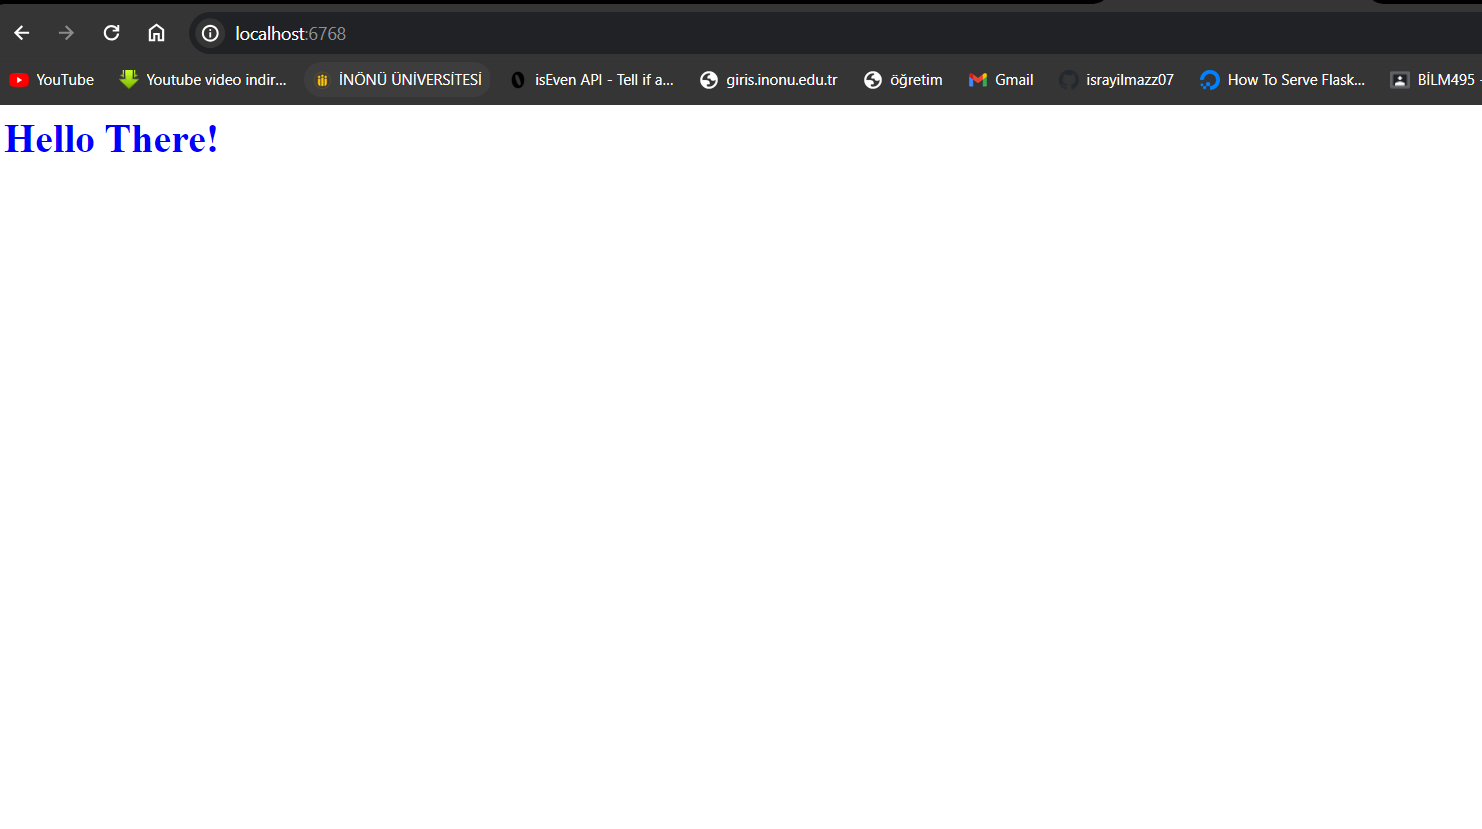 localhost:6768
YouTube Youtube video indir... İNÖNÜ ÜNİVERSİTESİ isEven API - Tell if a... giris.inonu.edu.tr öğretim Gmail israyilmazz07 How To Serve Flask... BİLM495 -
Hello There!